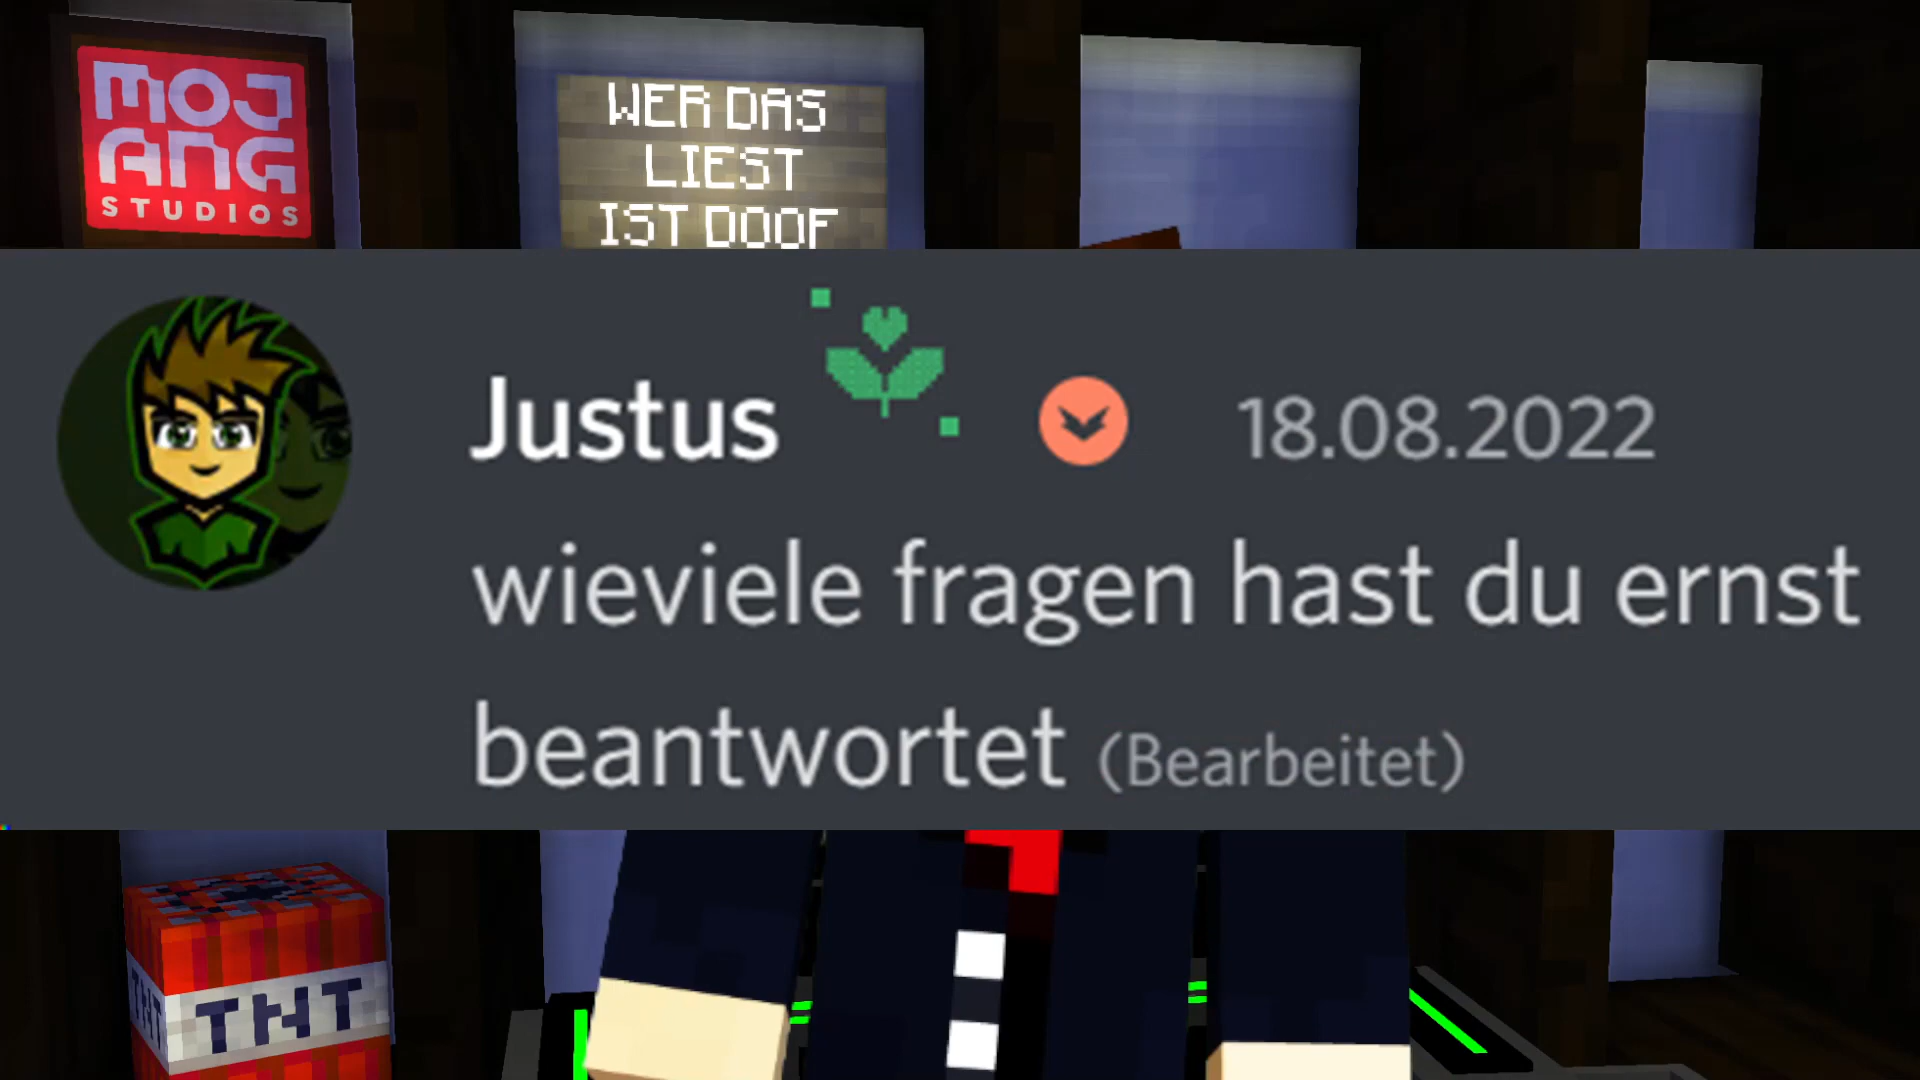 MOJ
ANG
STUDIOS
WER DAS
LIEST
IST DOOF
Justus 18.08.2022
wieviele fragen hast du ernst
beantwortet (Bearbeitet)
TNT TNT